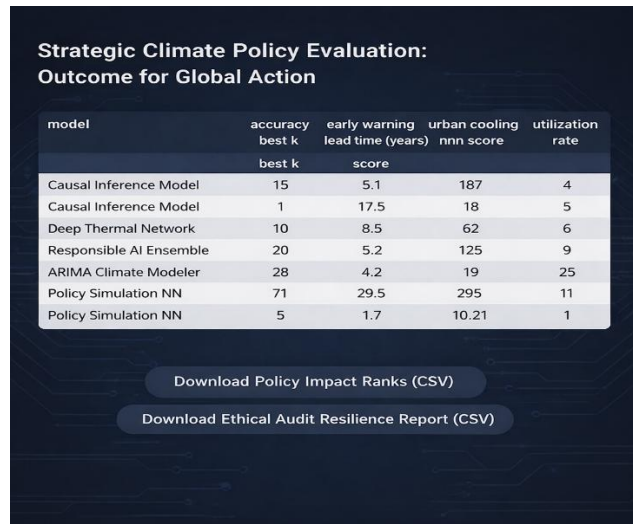 Strategic Climate Policy Evaluation:
Outcome for Global Action
model accuracy best k early warning lead time (years) urban cooling nnn score utilization rate
best k score
Causal Inference Model 15 5.1 187 4
Causal Inference Model 1 17.5 18 5
Deep Thermal Network 10 8.5 62 6
Responsible AI Ensemble 20 5.2 125 9
ARIMA Climate Modeler 28 4.2 19 25
Policy Simulation NN 71 29.5 295 11
Policy Simulation NN 5 1.7 10.21 1
Download Policy Impact Ranks (CSV)
Download Ethical Audit Resilience Report (CSV)